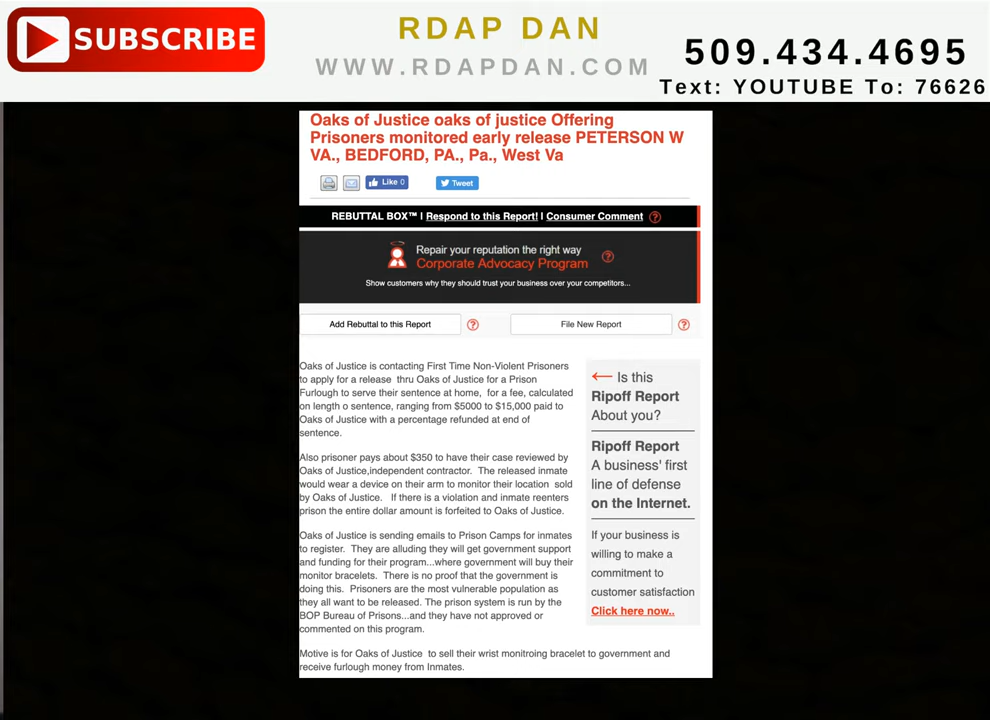 SUBSCRIBE
RDAP DAN
WWW.RDAPDAN.COM
509.434.4695
Text: YOUTUBE To: 76626
Oaks of Justice oaks of justice Offering
Prisoners monitored early release PETERSON W
VA., BEDFORD, PA., Pa., West Va
Like 0
Tweet
REBUTTAL BOX™ | Respond to this Report! | Consumer Comment ?
Repair your reputation the right way
Corporate Advocacy Program ?
Show customers why they should trust your business over your competitors...
Add Rebuttal to this Report ?
File New Report ?
Oaks of Justice is contacting First Time Non-Violent Prisoners
to apply for a release thru Oaks of Justice for a Prison
Furlough to serve their sentence at home, for a fee, calculated
on length o sentence, ranging from $5000 to $15,000 paid to
Oaks of Justice with a percentage refunded at end of
sentence.
Also prisoner pays about $350 to have their case reviewed by
Oaks of Justice,independent contractor. The released inmate
would wear a device on their arm to monitor their location sold
by Oaks of Justice. If there is a violation and inmate reenters
prison the entire dollar amount is forfeited to Oaks of Justice.
Oaks of Justice is sending emails to Prison Camps for inmates
to register. They are alluding they will get government support
and funding for their program...where government will buy their
monitor bracelets. There is no proof that the government is
doing this. Prisoners are the most vulnerable population as
they all want to be released. The prison system is run by the
BOP Bureau of Prisons...and they have not approved or
commented on this program.
Motive is for Oaks of Justice to sell their wrist monitroing bracelet to government and
receive furlough money from Inmates.
← Is this
Ripoff Report
About you?
Ripoff Report
A business' first
line of defense
on the Internet.
If your business is
willing to make a
commitment to
customer satisfaction
Click here now..